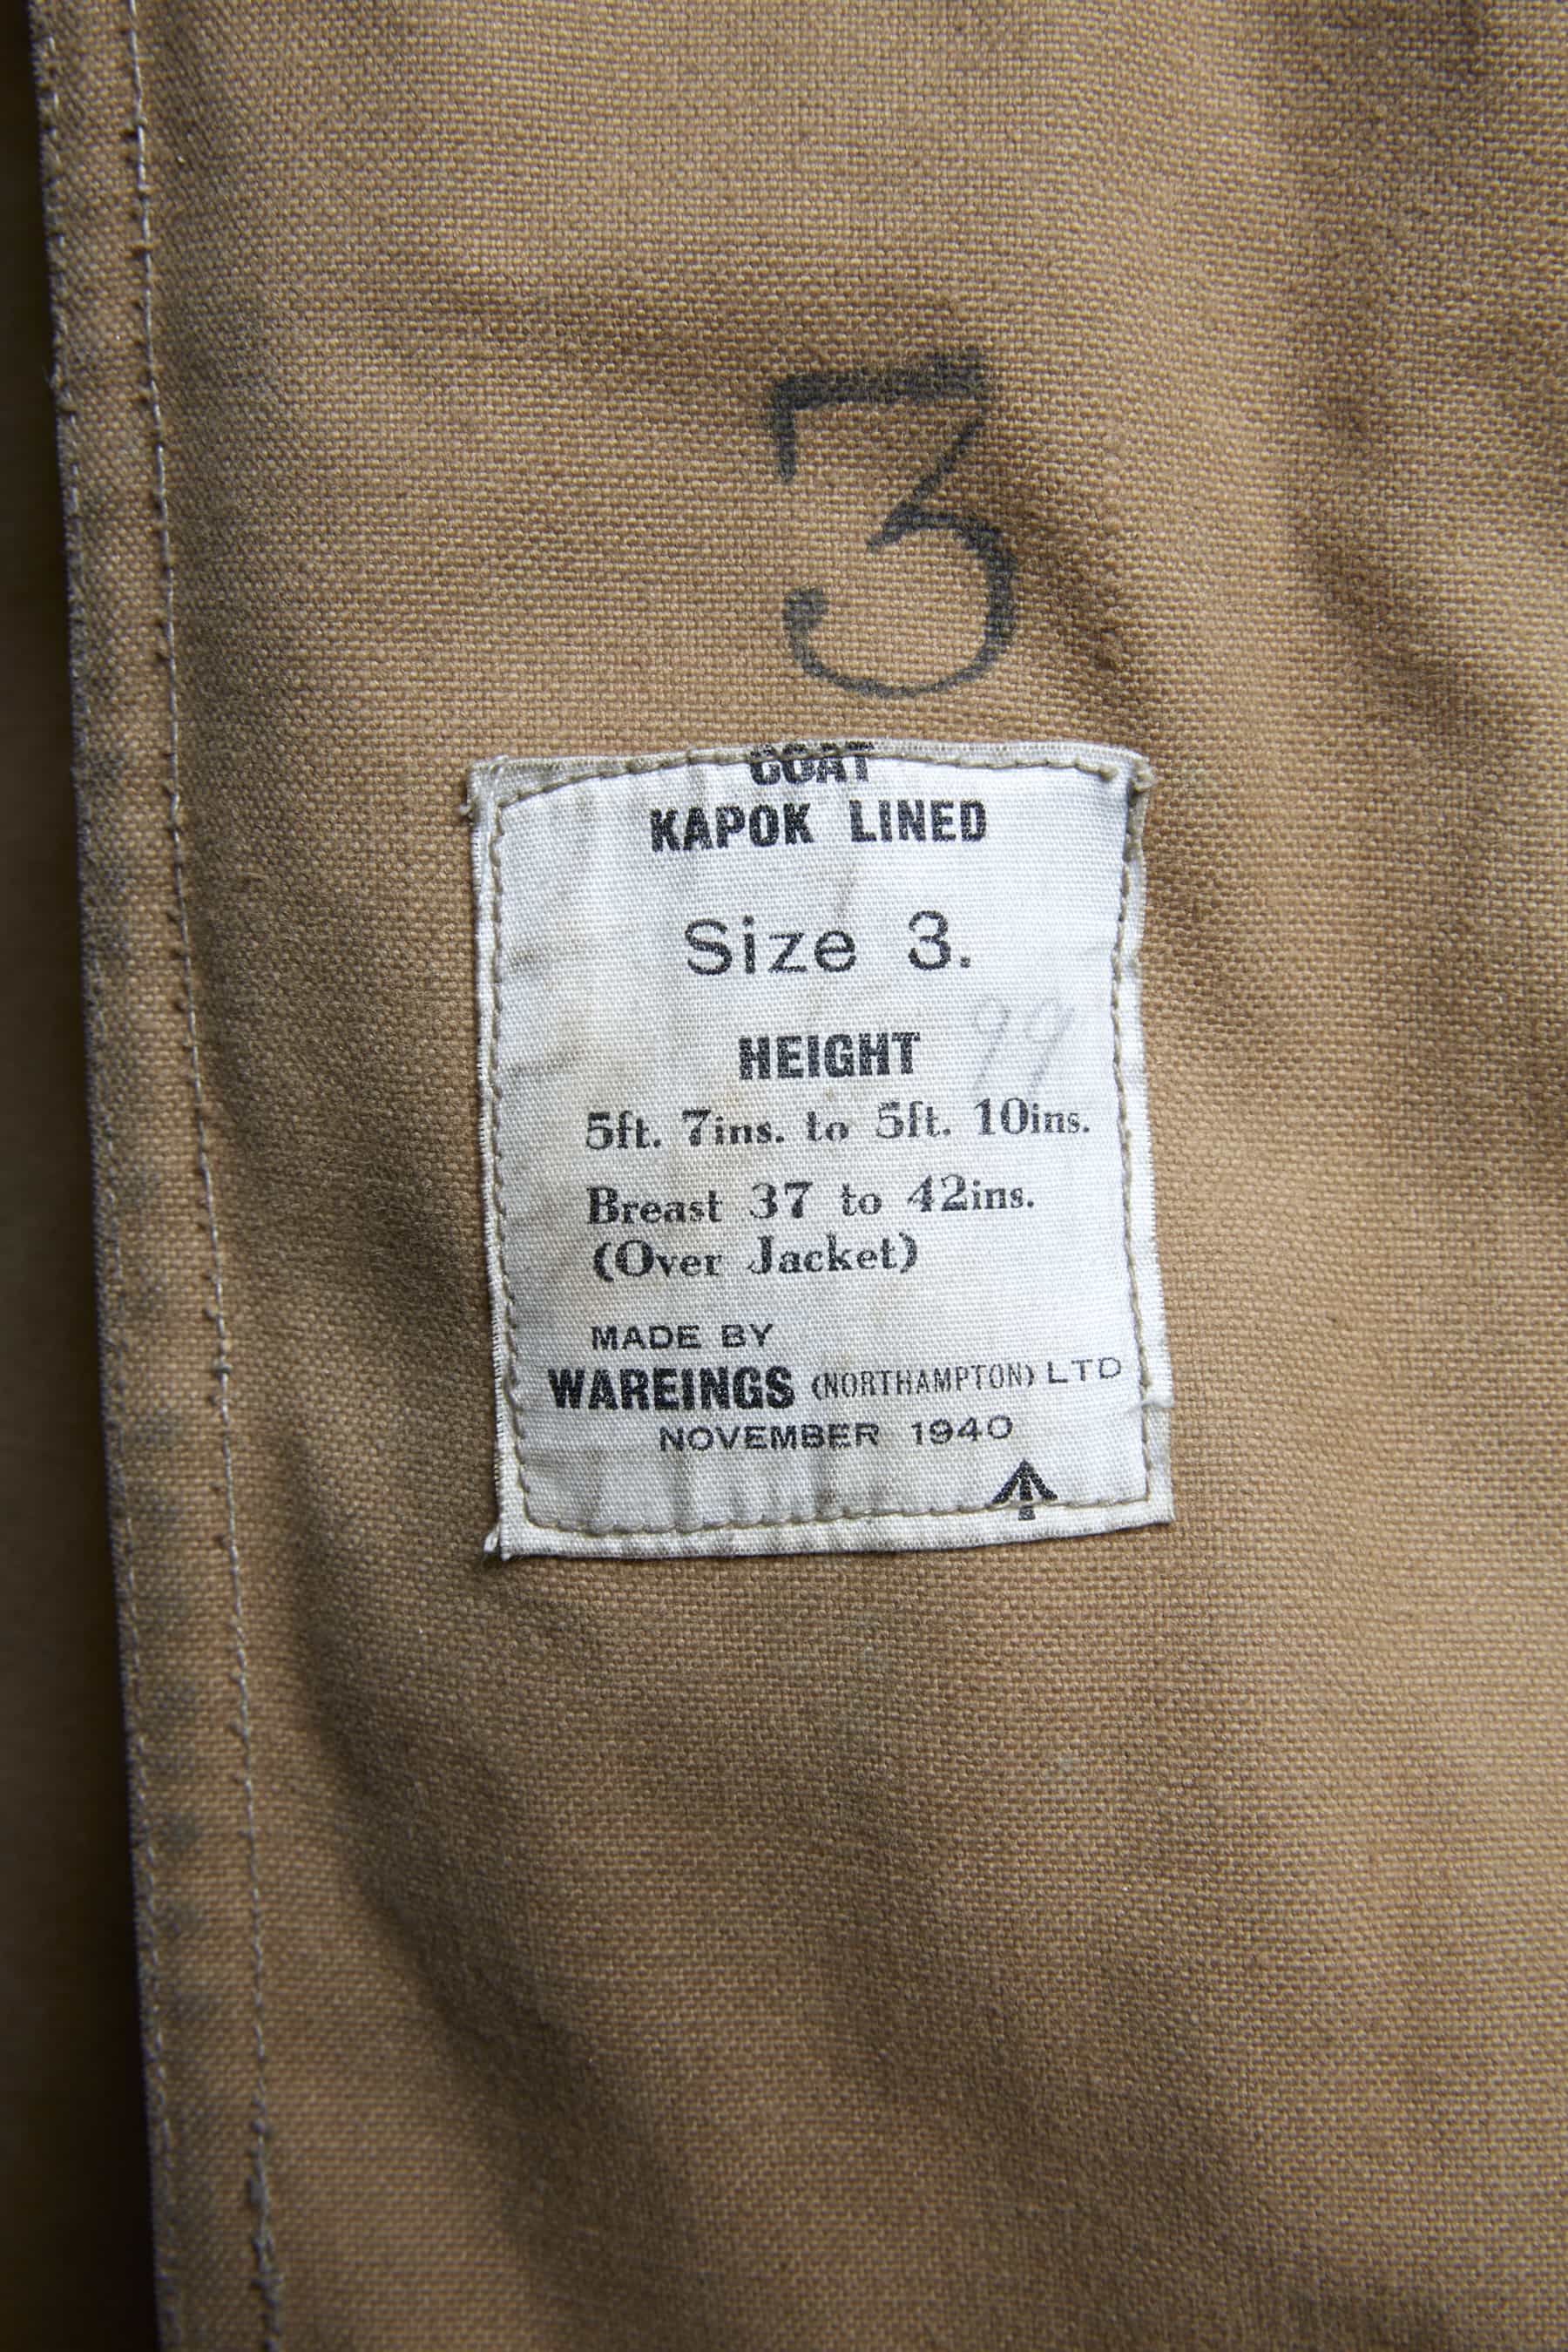 3
COAT
KAPOK LINED
Size 3.
99
HEIGHT
5ft. 7ins. to 5ft. 10ins.
Breast 37 to 42ins.
(Over Jacket)
MADE BY
WAREINGS (NORTHAMPTON) LTD
NOVEMBER 1940